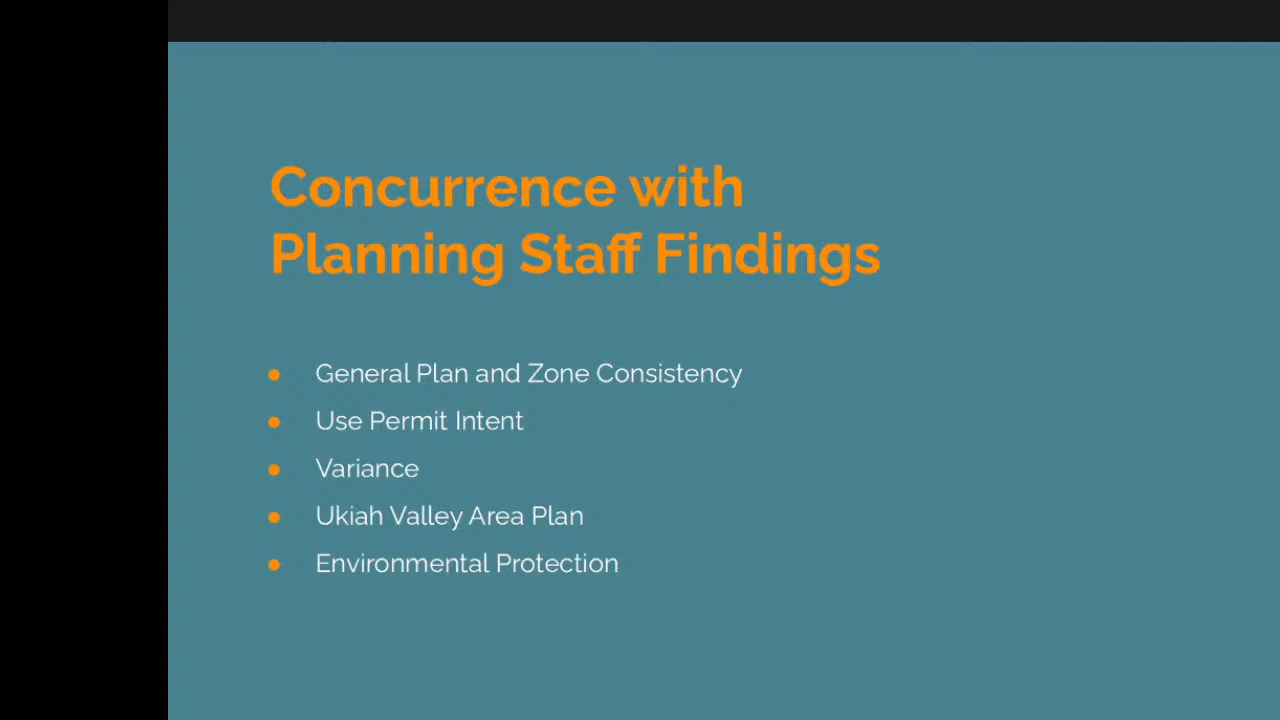 Concurrence with
Planning Staff Findings
● General Plan and Zone Consistency
● Use Permit Intent
● Variance
● Ukiah Valley Area Plan
● Environmental Protection